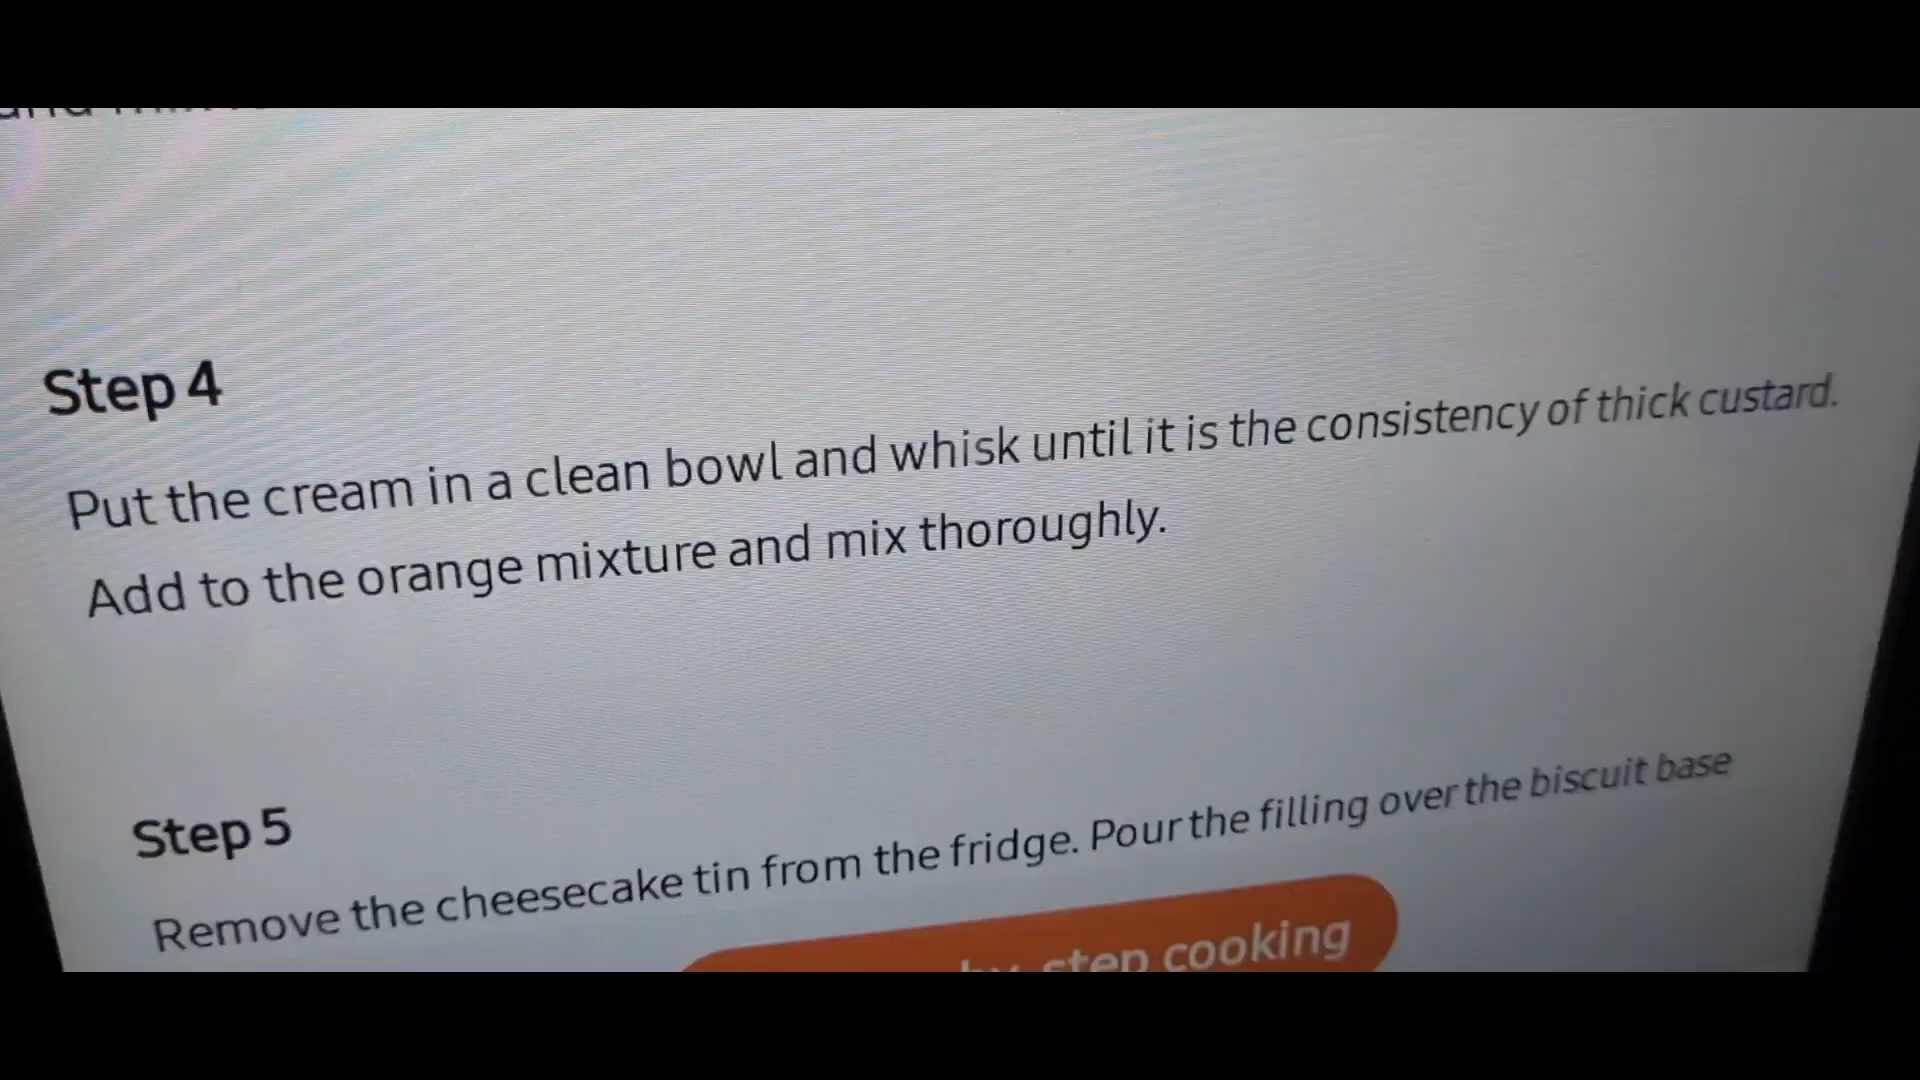 Step 4
Put the cream in a clean bowl and whisk until it is the consistency of thick custard.
Add to the orange mixture and mix thoroughly.
Step 5
Remove the cheesecake tin from the fridge. Pour the filling over the biscuit base
step cooking